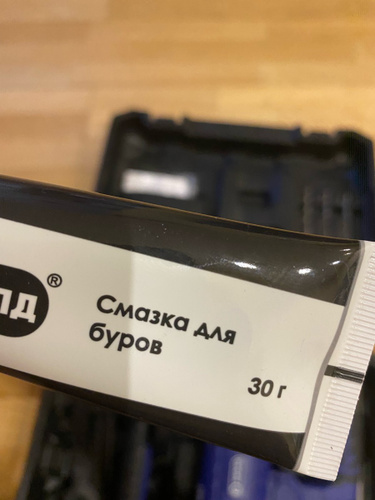 Смазка для
буров
30 г